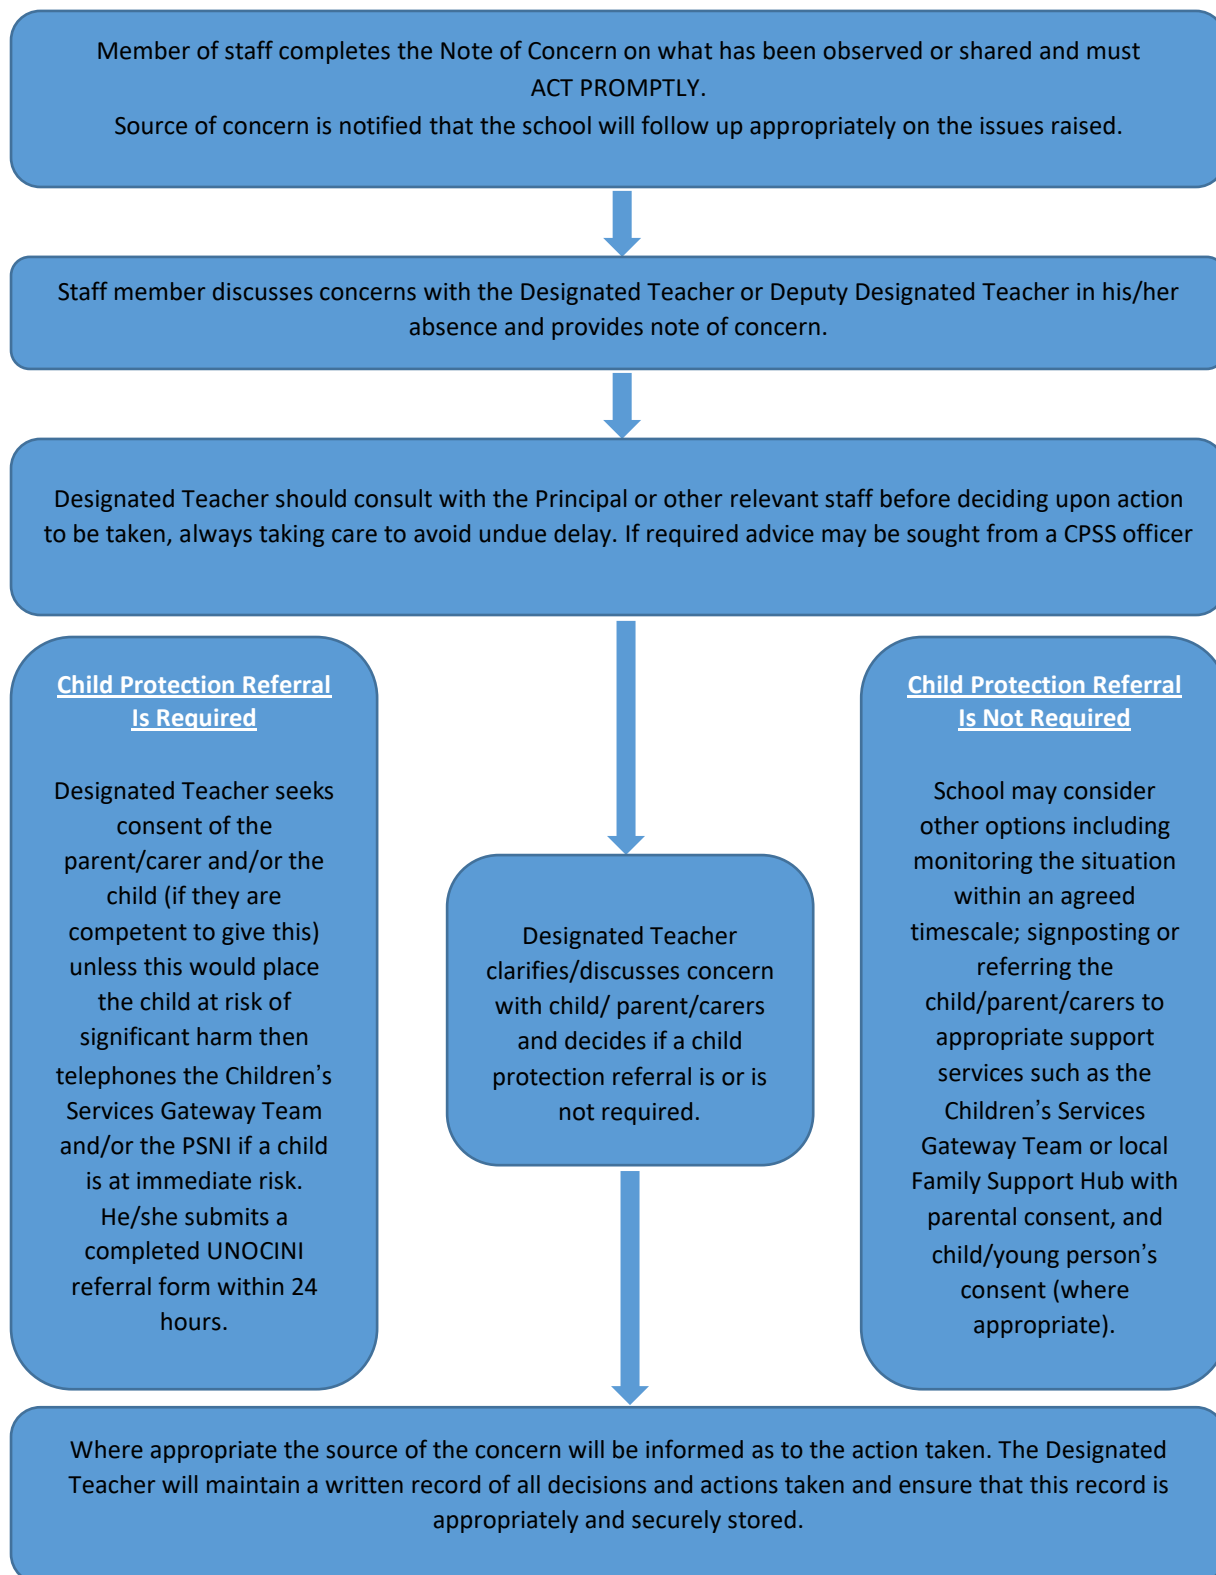 Member of staff completes the Note of Concern on what has been observed or shared and must
ACT PROMPTLY.
Source of concern is notified that the school will follow up appropriately on the issues raised.
Staff member discusses concerns with the Designated Teacher or Deputy Designated Teacher in his/her
absence and provides note of concern.
Designated Teacher should consult with the Principal or other relevant staff before deciding upon action
to be taken, always taking care to avoid undue delay. If required advice may be sought from a CPSS officer
Child Protection Referral
Is Required
Designated Teacher seeks
consent of the
parent/carer and/or the
child (if they are
competent to give this)
unless this would place
the child at risk of
significant harm then
telephones the Children’s
Services Gateway Team
and/or the PSNI if a child
is at immediate risk.
He/she submits a
completed UNOCINI
referral form within 24
hours.
Designated Teacher
clarifies/discusses concern
with child/ parent/carers
and decides if a child
protection referral is or is
not required.
Child Protection Referral
Is Not Required
School may consider
other options including
monitoring the situation
within an agreed
timescale; signposting or
referring the
child/parent/carers to
appropriate support
services such as the
Children’s Services
Gateway Team or local
Family Support Hub with
parental consent, and
child/young person’s
consent (where
appropriate).
Where appropriate the source of the concern will be informed as to the action taken. The Designated
Teacher will maintain a written record of all decisions and actions taken and ensure that this record is
appropriately and securely stored.